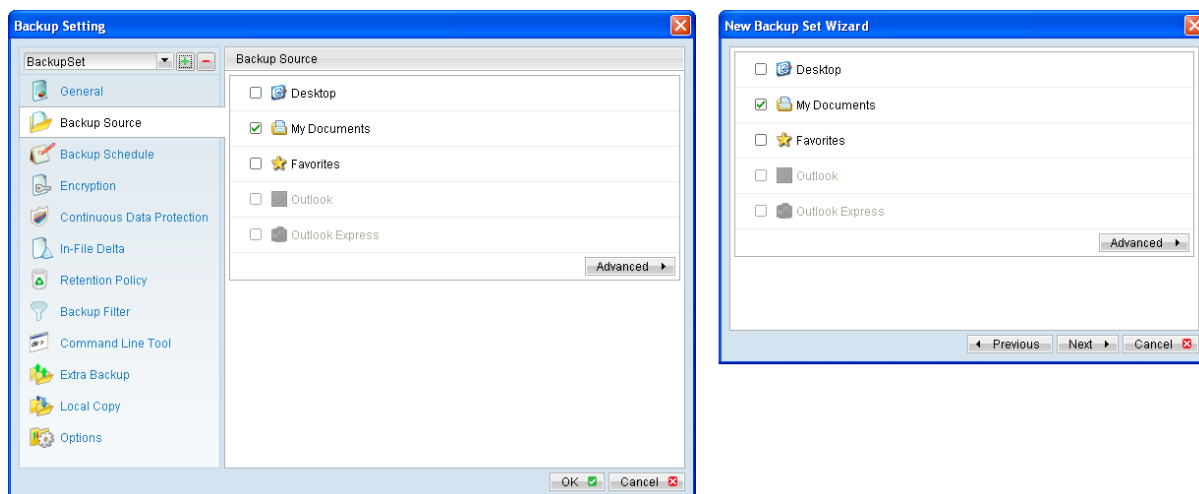 Backup Setting
BackupSet
General
Backup Source
Backup Schedule
Encryption
Continuous Data Protection
In-File Delta
Retention Policy
Backup Filter
Command Line Tool
Extra Backup
Local Copy
Options
Backup Source
Desktop
My Documents
Favorites
Outlook
Outlook Express
Advanced
OK Cancel
New Backup Set Wizard
Desktop
My Documents
Favorites
Outlook
Outlook Express
Advanced
Previous Next Cancel